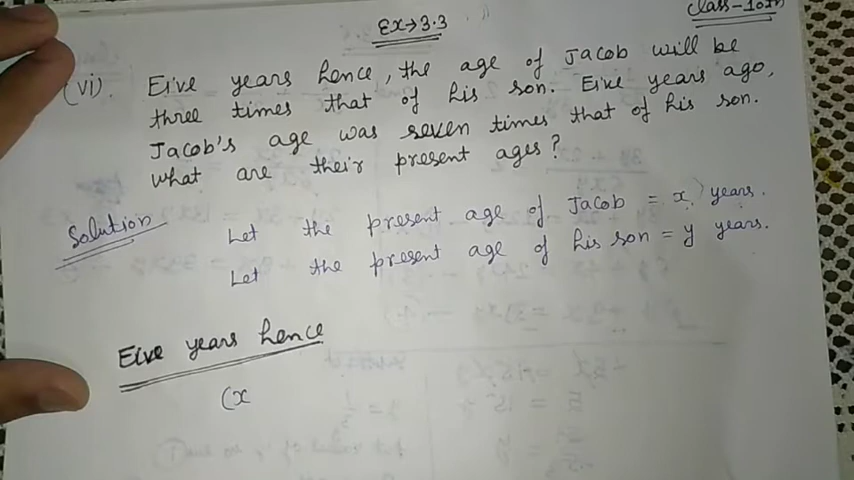 Ex→3.3
Class-10th
(vi). Five years hence, the age of Jacob will be
three times that of his son. Five years ago,
Jacob's age was seven times that of his son.
What are their present ages?
Solution
Let the present age of Jacob = x years.
Let the present age of his son = y years.
Five years hence
(x